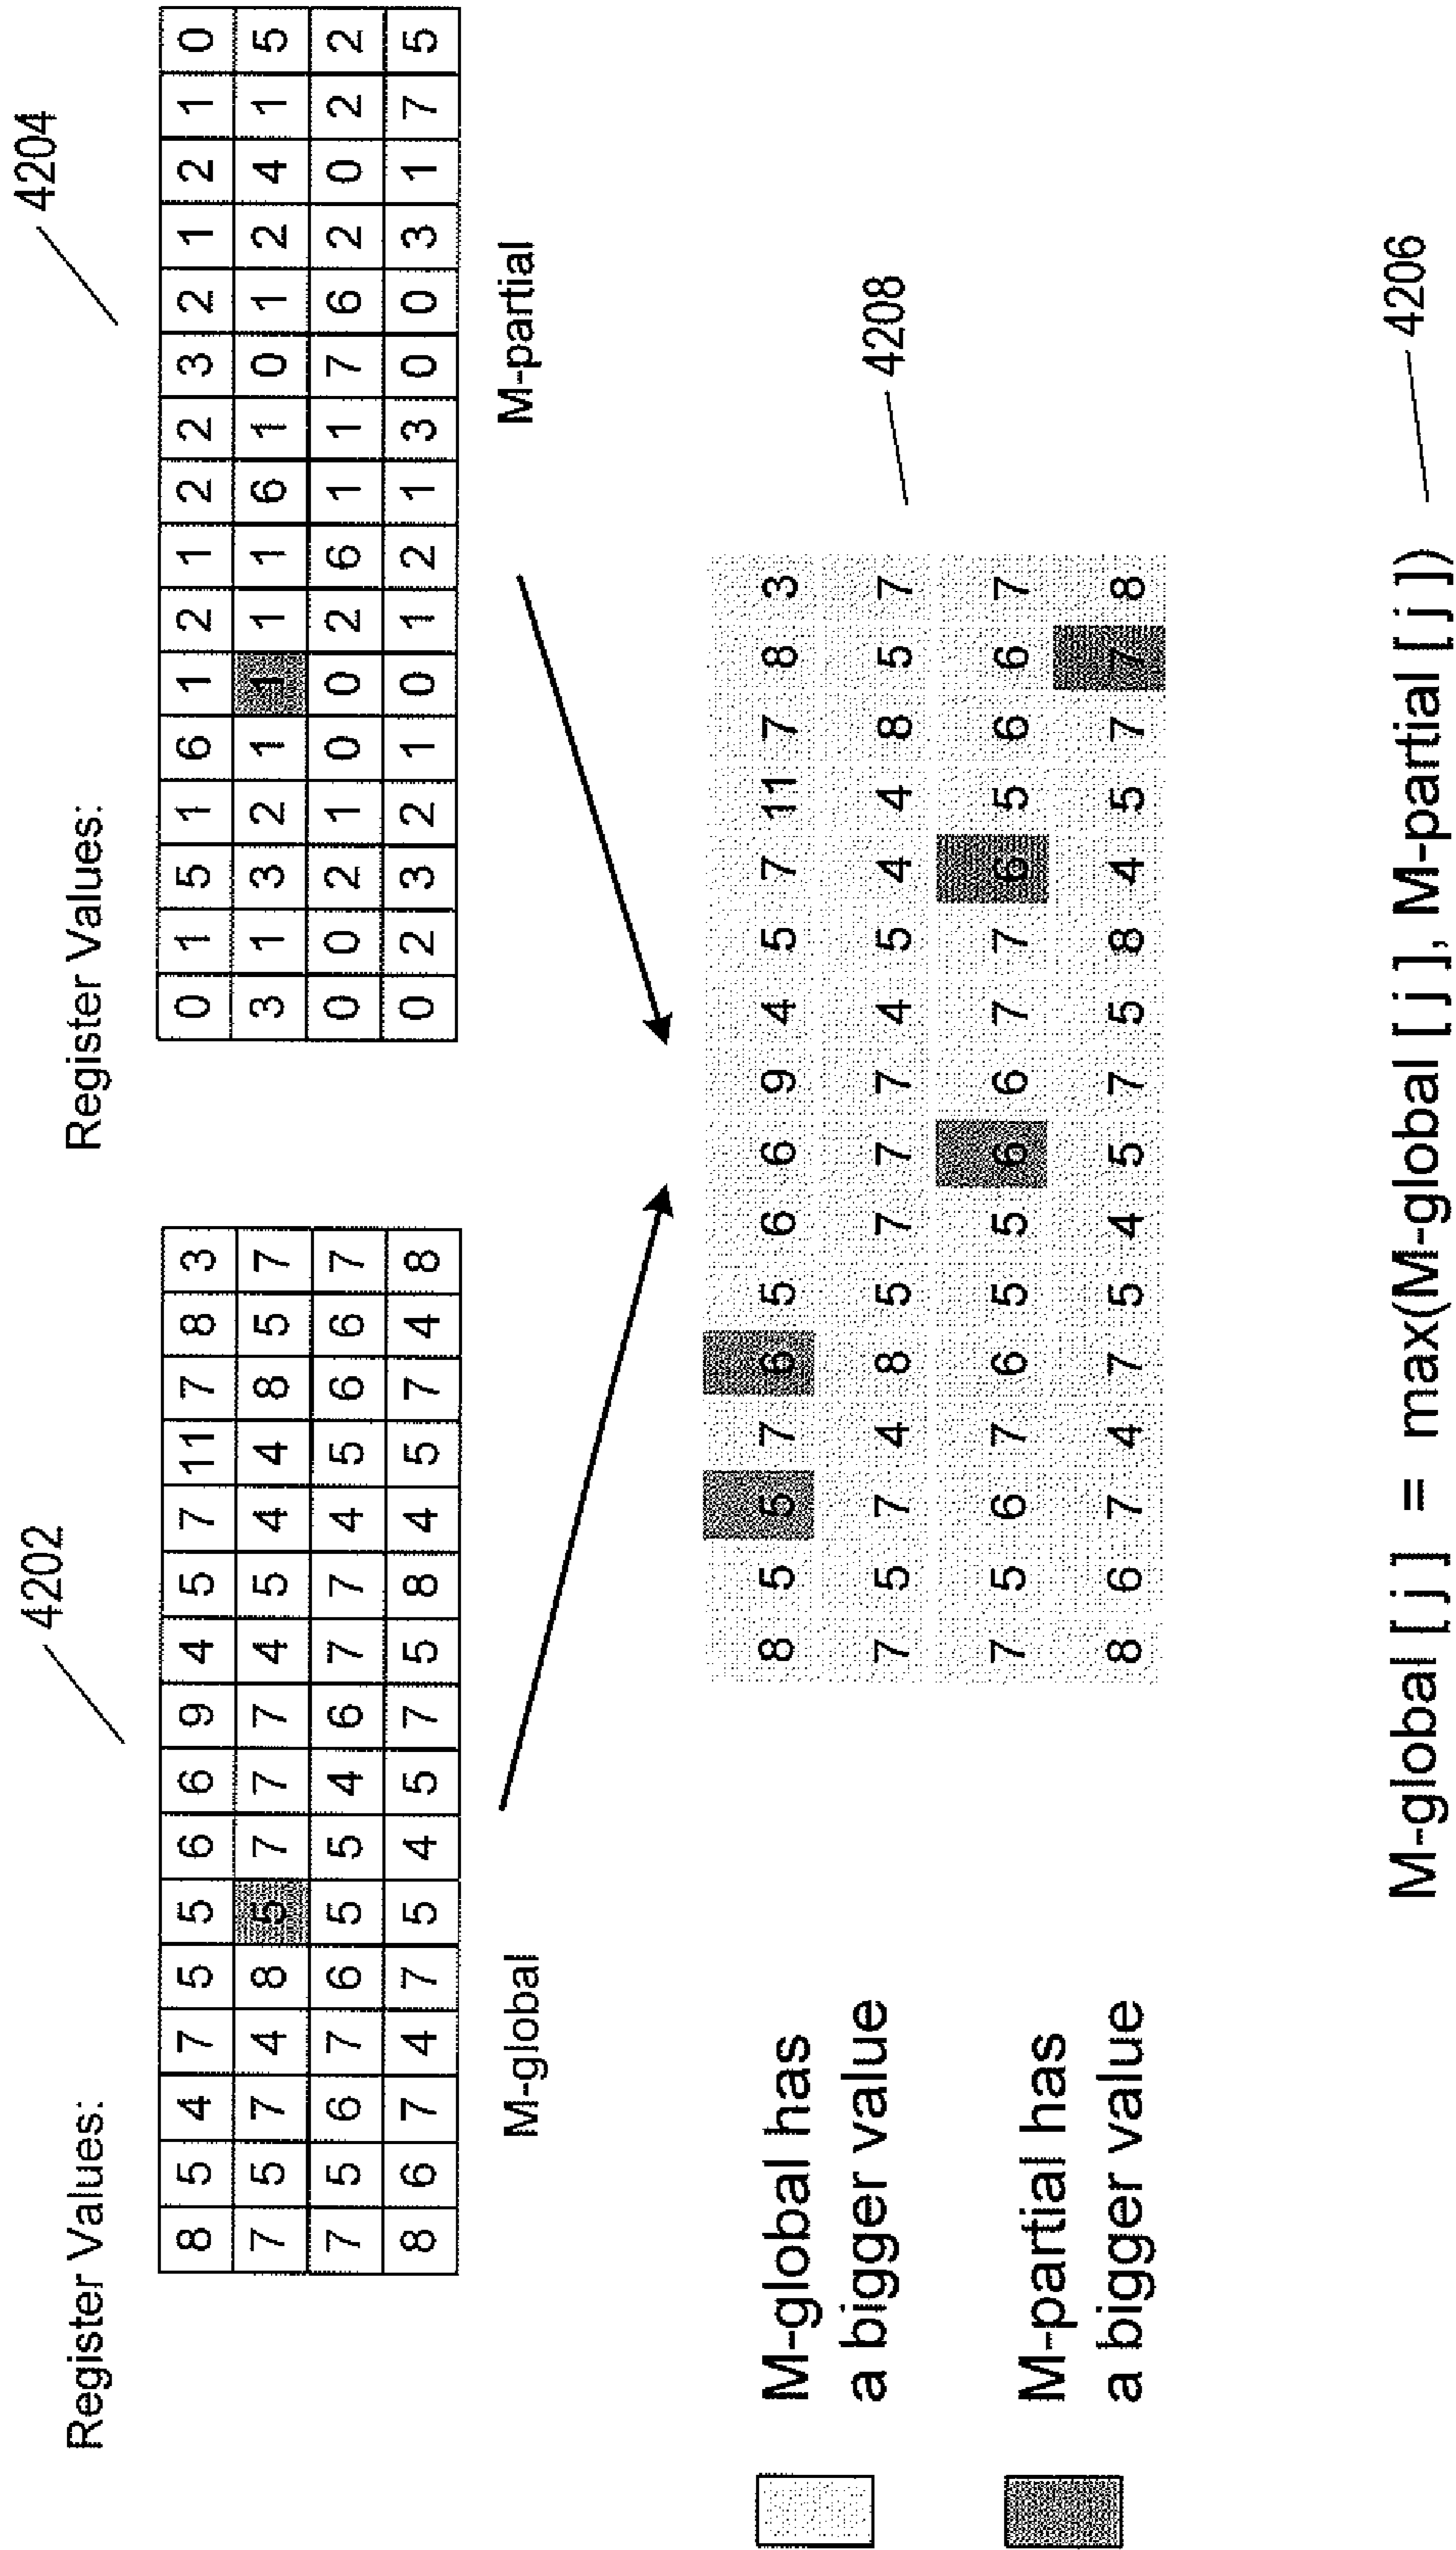 4202
Register Values:
8 5 4 7 5 5 6 6 9 4 5 7 11 7 8 3
7 5 7 4 8 5 7 7 7 4 5 4 4 8 5 7
7 5 6 7 6 5 5 4 6 7 7 4 5 6 6 7
8 6 7 4 7 5 4 5 7 5 8 4 5 7 4 8
M-global
4204
Register Values:
0 1 5 1 6 1 2 1 2 2 3 2 1 2 1 0
3 1 3 2 1 1 1 1 6 1 0 1 2 4 1 5
0 0 2 1 0 0 2 6 1 1 7 6 2 0 2 2
0 2 3 2 1 0 1 2 1 3 0 0 3 1 7 5
M-partial
M-global has
a bigger value
M-partial has
a bigger value
8 5 5 7 6 5 6 6 9 4 5 7 11 7 8 3
7 5 7 4 8 5 7 7 7 4 5 4 4 8 5 7
7 5 6 7 6 5 5 6 6 7 7 6 5 6 6 7
8 6 7 4 7 5 4 5 7 5 8 4 5 7 7 8
4208
M-global [ j ] = max(M-global [ j ], M-partial [ j ])
4206